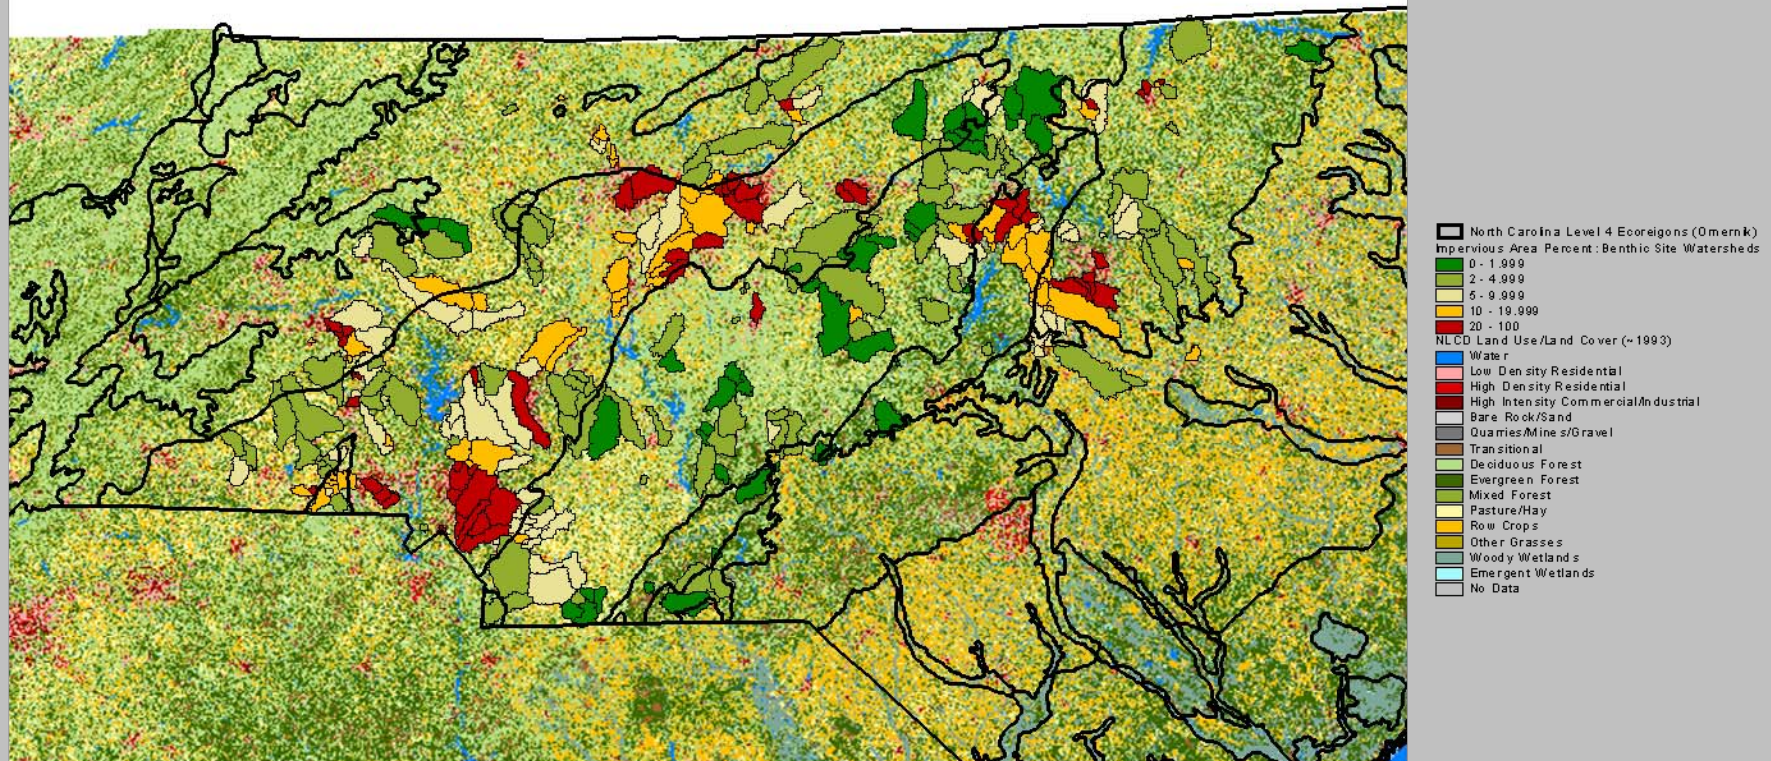 North Carolina Level 4 Ecoreigons (Omernik)
Impervious Area Percent: Benthic Site Watersheds
0 - 1.999
2 - 4.999
5 - 9.999
10 - 19.999
20 - 100
NLCD Land Use/Land Cover (~1993)
Water
Low Density Residential
High Density Residential
High Intensity Commercial/Industrial
Bare Rock/Sand
Quarries/Mines/Gravel
Transitional
Deciduous Forest
Evergreen Forest
Mixed Forest
Pasture/Hay
Row Crops
Other Grasses
Woody Wetlands
Emergent Wetlands
No Data